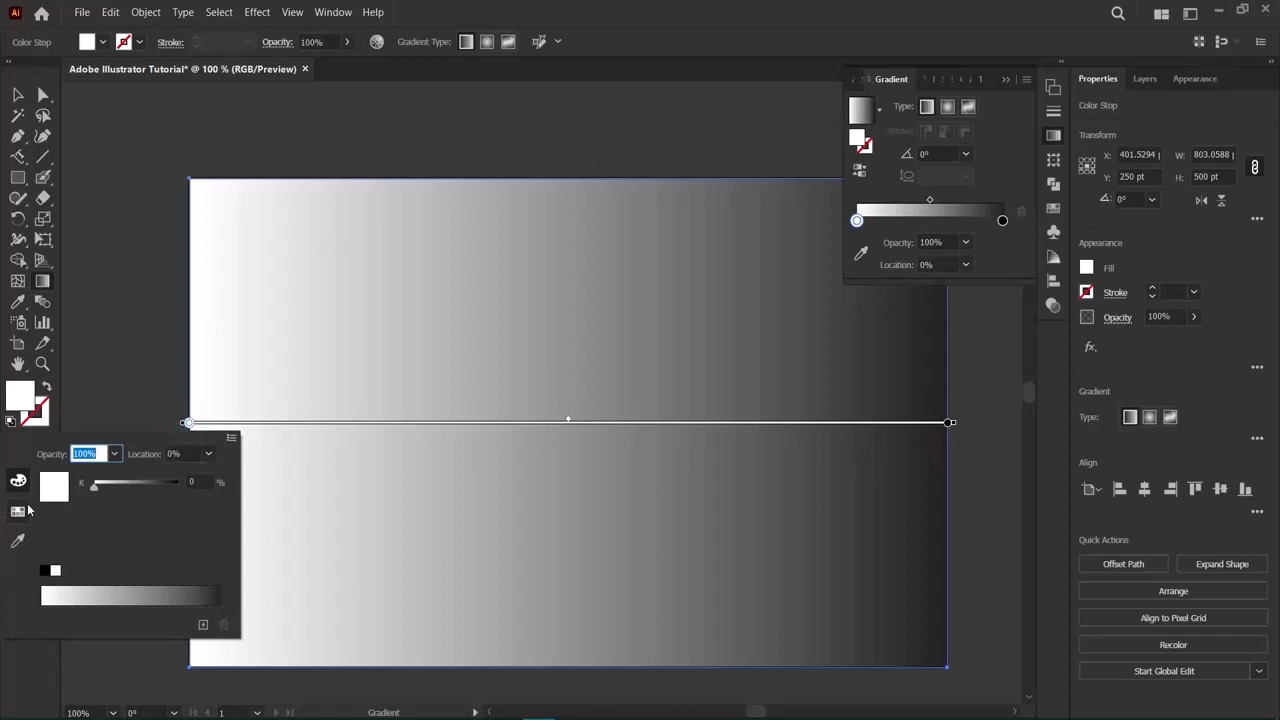 Ai File Edit Object Type Select Effect View Window Help
Color Stop Stroke: Opacity: 100% Gradient Type:
Adobe Illustrator Tutorial* @ 100 % (RGB/Preview) ×
Gradient
Type:
Stroke:
0°
Opacity: 100%
Location: 0%
Properties Layers Appearance
Color Stop
Transform
X: 401.5294 p W: 803.0588
Y: 250 pt H: 500 pt
0°
Appearance
Fill
Stroke
Opacity 100%
fx.
Gradient
Type:
Align
Quick Actions
Offset Path Expand Shape
Arrange
Align to Pixel Grid
Recolor
Start Global Edit
Opacity: 100% Location: 0%
K 0 %
100% 0° 1 Gradient